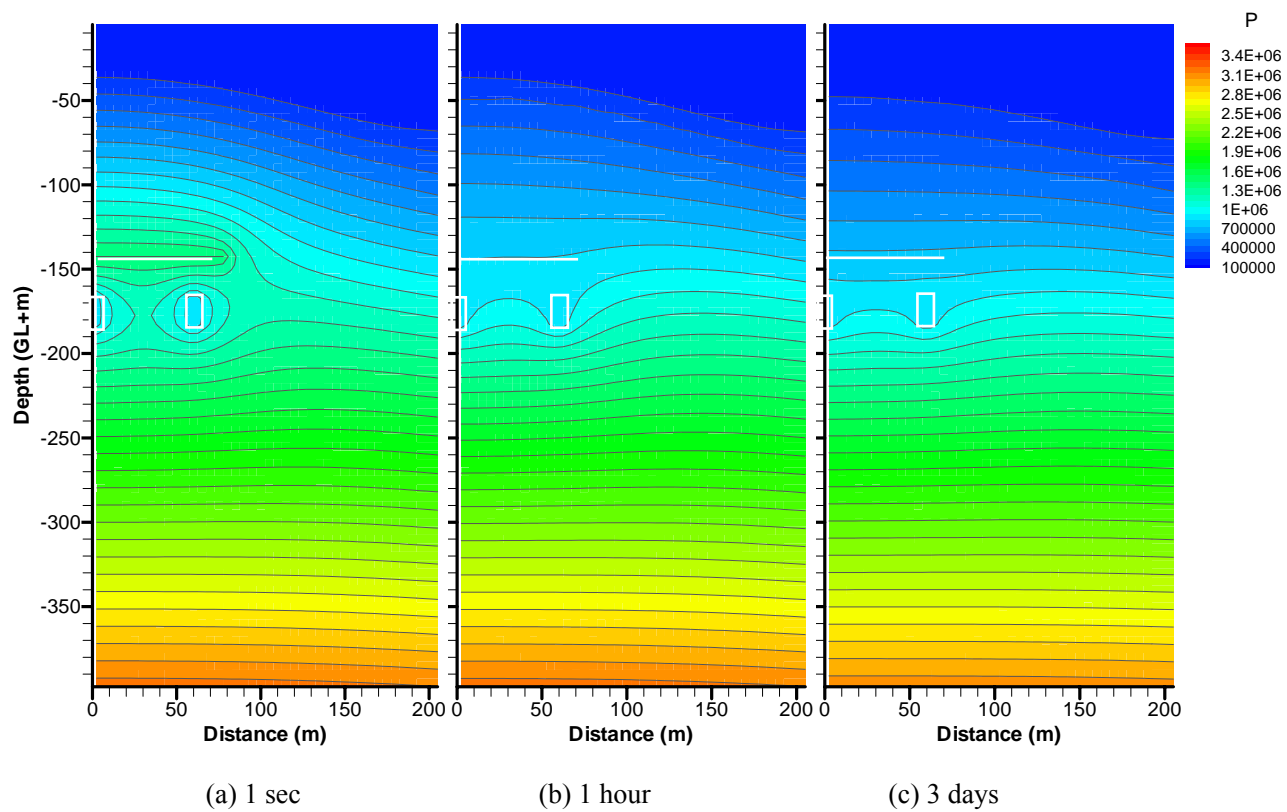 P
3.4E+06
3.1E+06
2.8E+06
2.5E+06
2.2E+06
1.9E+06
1.6E+06
1.3E+06
1E+06
700000
400000
100000
Depth (GL+m)
-50
-100
-150
-200
-250
-300
-350
0 50 100 150 200
0 50 100 150 200
0 50 100 150 200
Distance (m)
Distance (m)
Distance (m)
(a) 1 sec
(b) 1 hour
(c) 3 days